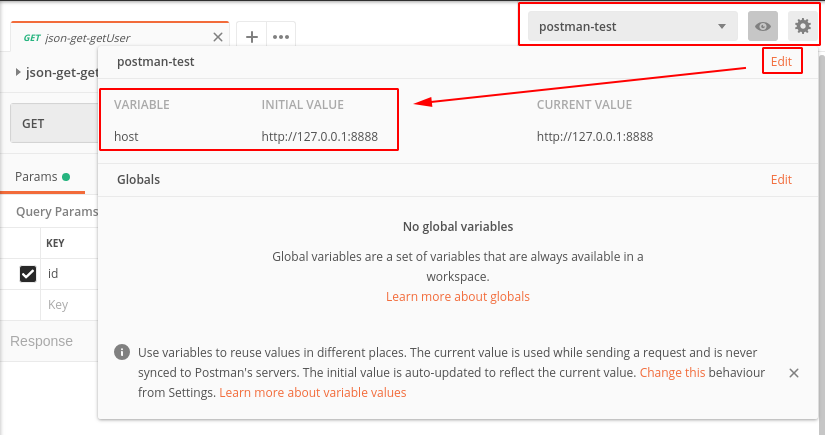 postman-test
GET json-get-getUser
postman-test
Edit
json-get-get
VARIABLE INITIAL VALUE CURRENT VALUE
GET
host http://127.0.0.1:8888 http://127.0.0.1:8888
Params
Globals
Edit
Query Params
No global variables
KEY
Global variables are a set of variables that are always available in a
id
workspace.
Learn more about globals
Key
Response
Use variables to reuse values in different places. The current value is used while sending a request and is never
synced to Postman's servers. The initial value is auto-updated to reflect the current value. Change this behaviour
from Settings. Learn more about variable values